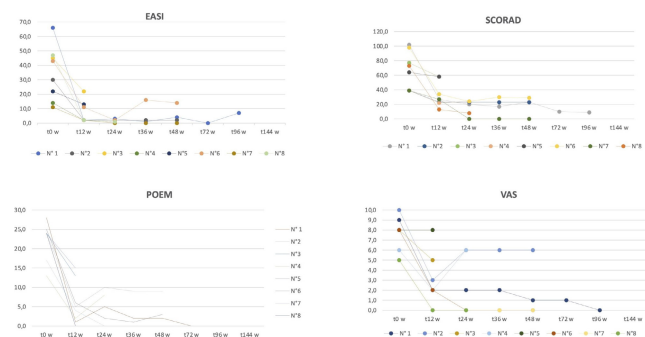 EASI
70,0
60,0
50,0
40,0
30,0
20,0
10,0
0,0
t0 w t12 w t24 w t36 w t48 w t72 w t96 w t144 w
N° 1 N°2 N°3 N°4 N°5 N°6 N°7 N°8
SCORAD
120,0
100,0
80,0
60,0
40,0
20,0
0,0
t0 w t12 w t24 w t36 w t48 w t72 w t96 w t144 w
N° 1 N°2 N°3 N°4 N°5 N°6 N°7 N°8
POEM
30,0
25,0
20,0
15,0
10,0
5,0
0,0
t0 w t12 w t24 w t36 w t48 w t72 w t96 w t144 w
N° 1
N°2
N°3
N°4
N°5
N°6
N°7
N°8
VAS
10,0
9,0
8,0
7,0
6,0
5,0
4,0
3,0
2,0
1,0
0,0
t0 w t12 w t24 w t36 w t48 w t72 w t96 w t144 w
N° 1 N°2 N°3 N°4 N°5 N°6 N°7 N°8